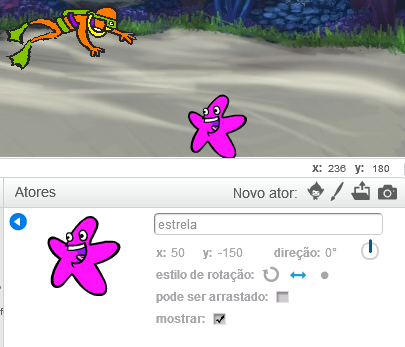 x: 236 y: 180
Atores Novo ator:
estrela
x: 50 y: -150 direção: 0°
estilo de rotação:
pode ser arrastado:
mostrar: